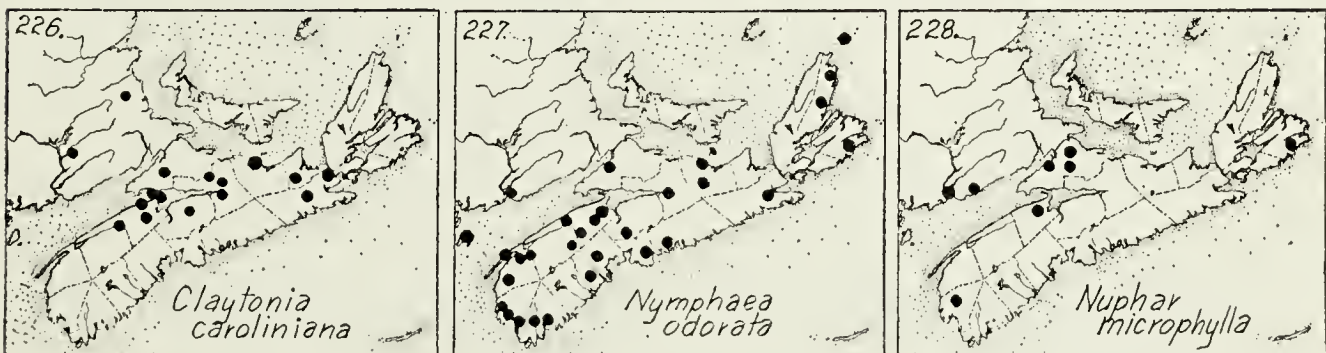 226.
Claytonia
caroliniana
227.
Nymphaea
odorata
228.
Nuphar
microphylla